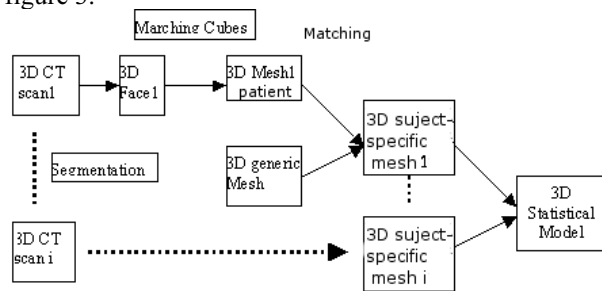 figure 3.
Marching Cubes
Matching
3D CT
scan1
3D
Face1
3D Mesh1
patient
3D suject-
specific
mesh 1
Segmentation
3D generic
Mesh
3D
Statistical
Model
3D CT
scan i
3D suject-
specific
mesh i